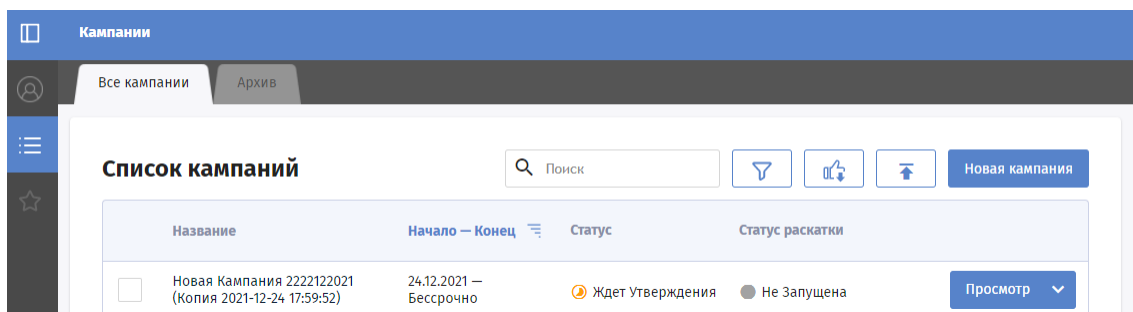 Кампании
Все кампании Архив
Список кампаний Поиск Новая кампания
Название Начало — Конец Статус Статус раскатки
Новая Кампания 2222122021 24.12.2021 —
(Копия 2021-12-24 17:59:52) Бессрочно Ждет Утверждения Не Запущена Просмотр